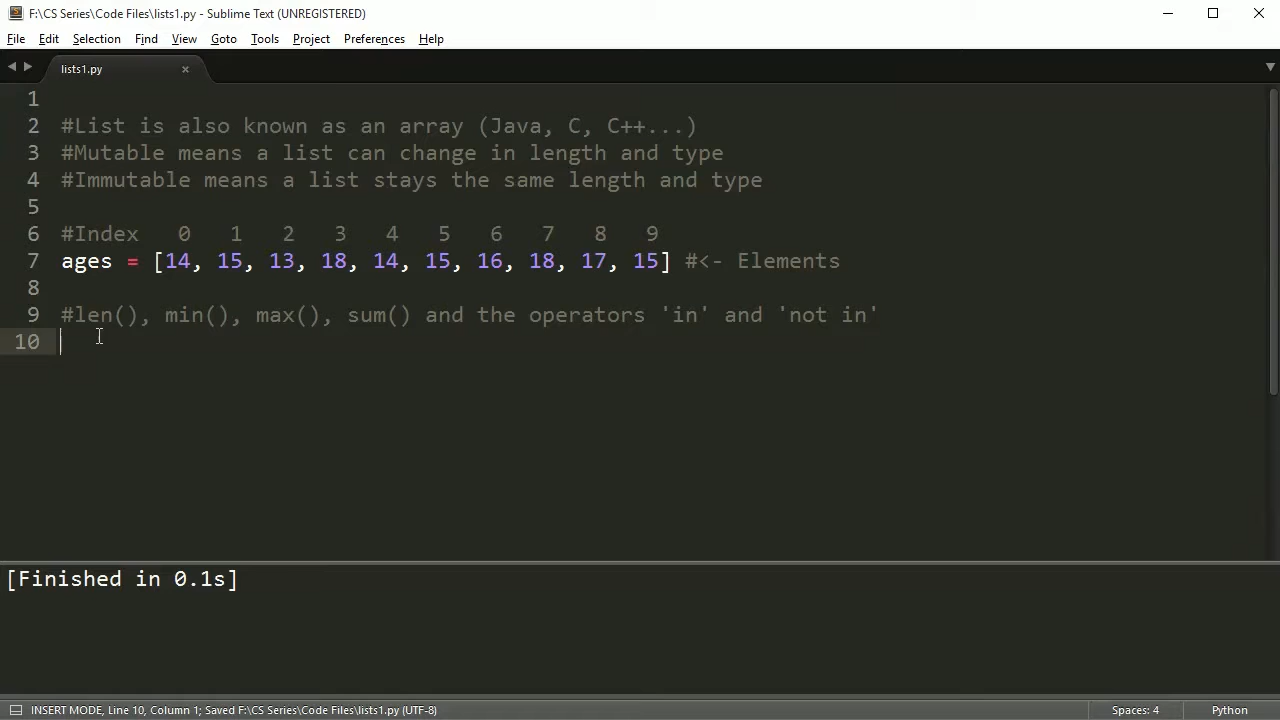 F:\CS Series\Code Files\lists1.py - Sublime Text (UNREGISTERED)
File Edit Selection Find View Goto Tools Project Preferences Help
lists1.py
1
2 #List is also known as an array (Java, C, C++...)
3 #Mutable means a list can change in length and type
4 #Immutable means a list stays the same length and type
5
6 #Index   0   1   2   3   4   5   6   7   8   9
7 ages = [14, 15, 13, 18, 14, 15, 16, 18, 17, 15] #<- Elements
8
9 #len(), min(), max(), sum() and the operators 'in' and 'not in'
10
[Finished in 0.1s]
INSERT MODE, Line 10, Column 1; Saved F:\CS Series\Code Files\lists1.py (UTF-8) Spaces: 4 Python